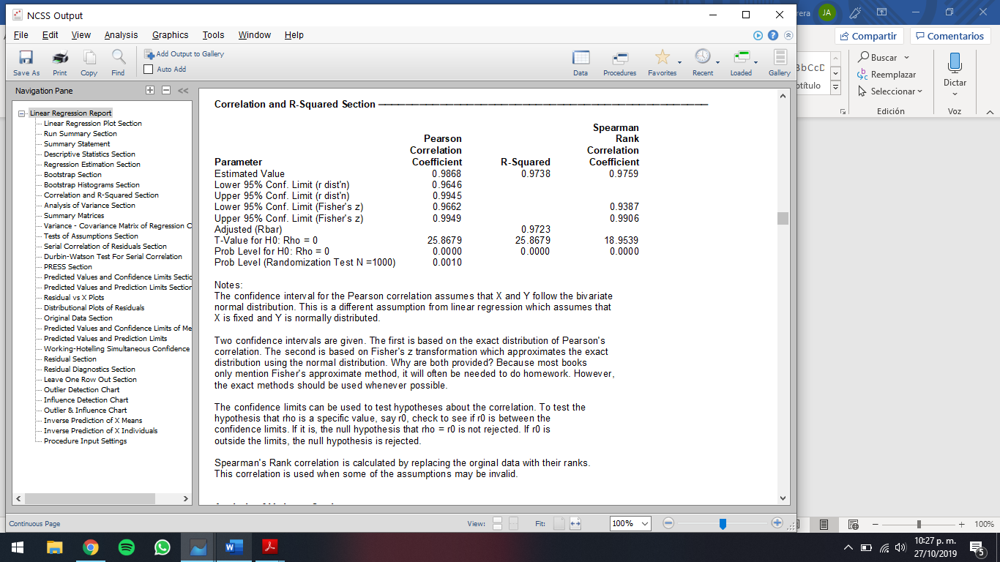 NCSS Output
rera JA
File Edit View Analysis Graphics Tools Window Help
Compartir Comentarios
Save As Print Copy Find
Add Output to Gallery
Auto Add
Data Procedures Favorites Recent Loaded Gallery
Buscar
Reemplazar
Seleccionar
Edición
Dictar
Voz
BbCcD
btítulo
Navigation Pane <<
Linear Regression Report
Linear Regression Plot Section
Run Summary Section
Summary Statement
Descriptive Statistics Section
Regression Estimation Section
Bootstrap Section
Bootstrap Histograms Section
Correlation and R-Squared Section
Analysis of Variance Section
Summary Matrices
Variance - Covariance Matrix of Regression C
Tests of Assumptions Section
Serial Correlation of Residuals Section
Durbin-Watson Test For Serial Correlation
PRESS Section
Predicted Values and Confidence Limits Sectio
Predicted Values and Prediction Limits Section
Residual vs X Plots
Distributional Plots of Residuals
Original Data Section
Predicted Values and Confidence Limits of Me
Predicted Values and Prediction Limits
Working-Hotelling Simultaneous Confidence
Residual Section
Residual Diagnostics Section
Leave One Row Out Section
Outlier Detection Chart
Influence Detection Chart
Outlier & Influence Chart
Inverse Prediction of X Means
Inverse Prediction of X Individuals
Procedure Input Settings
Correlation and R-Squared Section
Spearman
Pearson Rank
Correlation Correlation
Parameter Coefficient R-Squared Coefficient
Estimated Value 0.9868 0.9738 0.9759
Lower 95% Conf. Limit (r dist'n) 0.9646
Upper 95% Conf. Limit (r dist'n) 0.9945
Lower 95% Conf. Limit (Fisher's z) 0.9662 0.9387
Upper 95% Conf. Limit (Fisher's z) 0.9949 0.9906
Adjusted (Rbar) 0.9723
T-Value for H0: Rho = 0 25.8679 25.8679 18.9539
Prob Level for H0: Rho = 0 0.0000 0.0000 0.0000
Prob Level (Randomization Test N =1000) 0.0010
Notes:
The confidence interval for the Pearson correlation assumes that X and Y follow the bivariate
normal distribution. This is a different assumption from linear regression which assumes that
X is fixed and Y is normally distributed.
Two confidence intervals are given. The first is based on the exact distribution of Pearson's
correlation. The second is based on Fisher's z transformation which approximates the exact
distribution using the normal distribution. Why are both provided? Because most books
only mention Fisher's approximate method, it will often be needed to do homework. However,
the exact methods should be used whenever possible.
The confidence limits can be used to test hypotheses about the correlation. To test the
hypothesis that rho is a specific value, say r0, check to see if r0 is between the
confidence limits. If it is, the null hypothesis that rho = r0 is not rejected. If r0 is
outside the limits, the null hypothesis is rejected.
Spearman's Rank correlation is calculated by replacing the orginal data with their ranks.
This correlation is used when some of the assumptions may be invalid.
Continuous Page View: Fit: 100%
100%
10:27 p. m.
27/10/2019
5